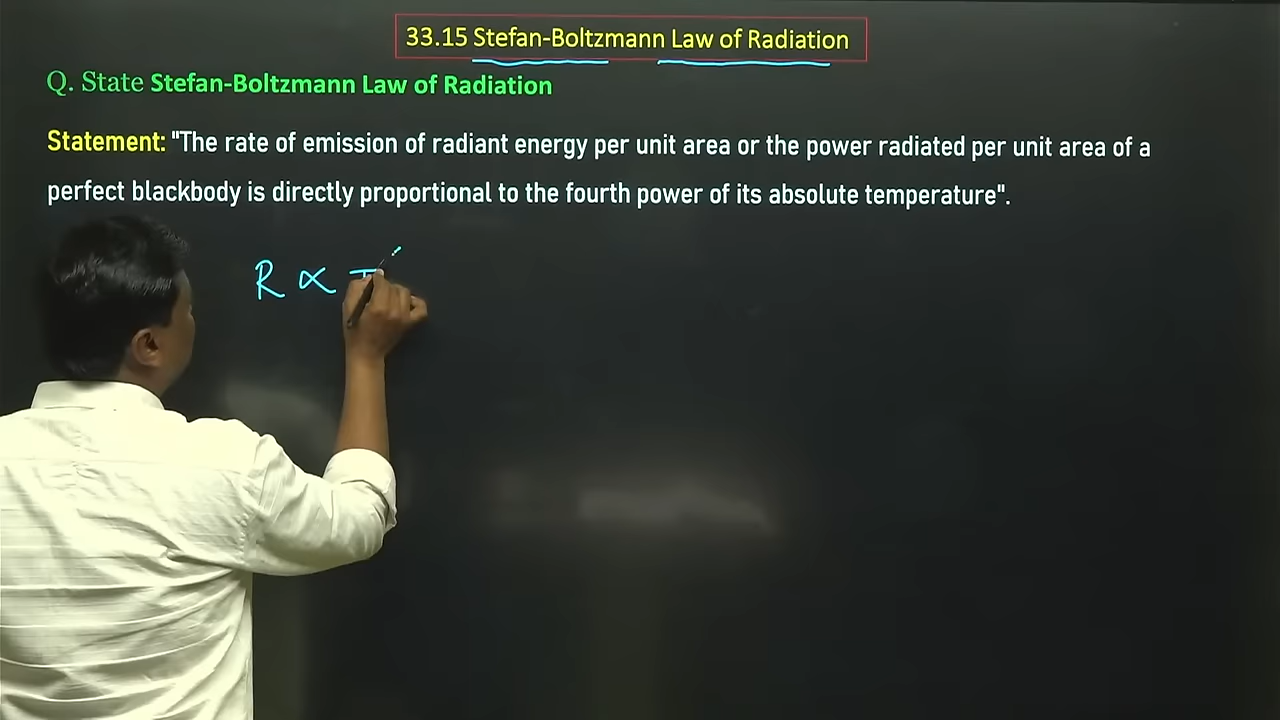 33.15 Stefan-Boltzmann Law of Radiation
Q. State Stefan-Boltzmann Law of Radiation
Statement: "The rate of emission of radiant energy per unit area or the power radiated per unit area of a
perfect blackbody is directly proportional to the fourth power of its absolute temperature".
R ∝ T